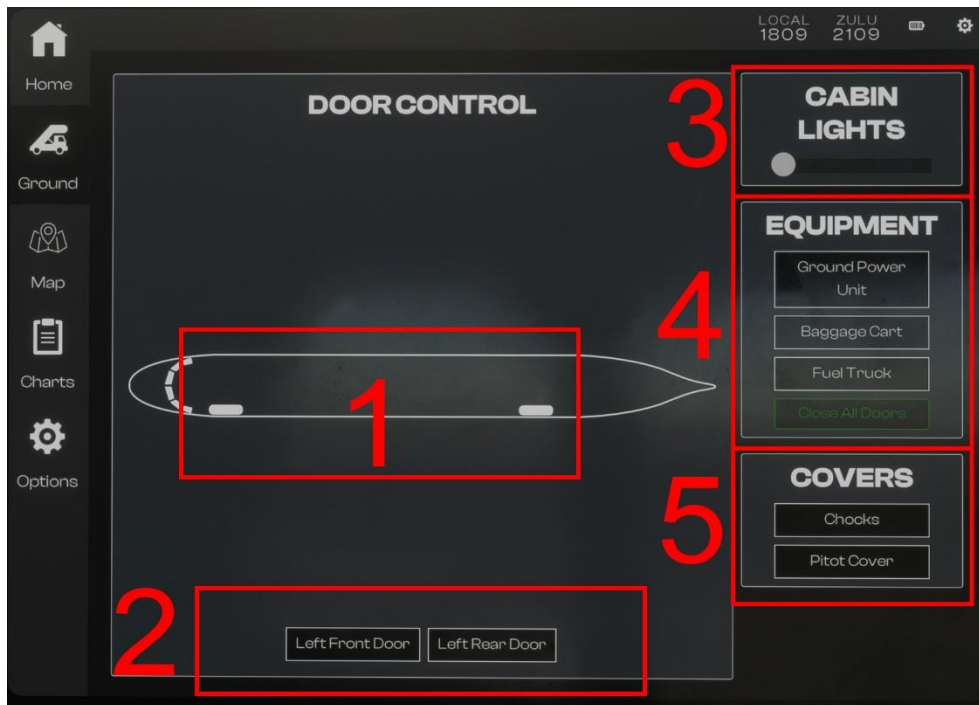 LOCAL ZULU
1809 2109
Home
Ground
Map
Charts
Options
DOOR CONTROL
1
2
Left Front Door Left Rear Door
3
CABIN
LIGHTS
4
EQUIPMENT
Ground Power
Unit
Baggage Cart
Fuel Truck
Close All Doors
5
COVERS
Chocks
Pitot Cover